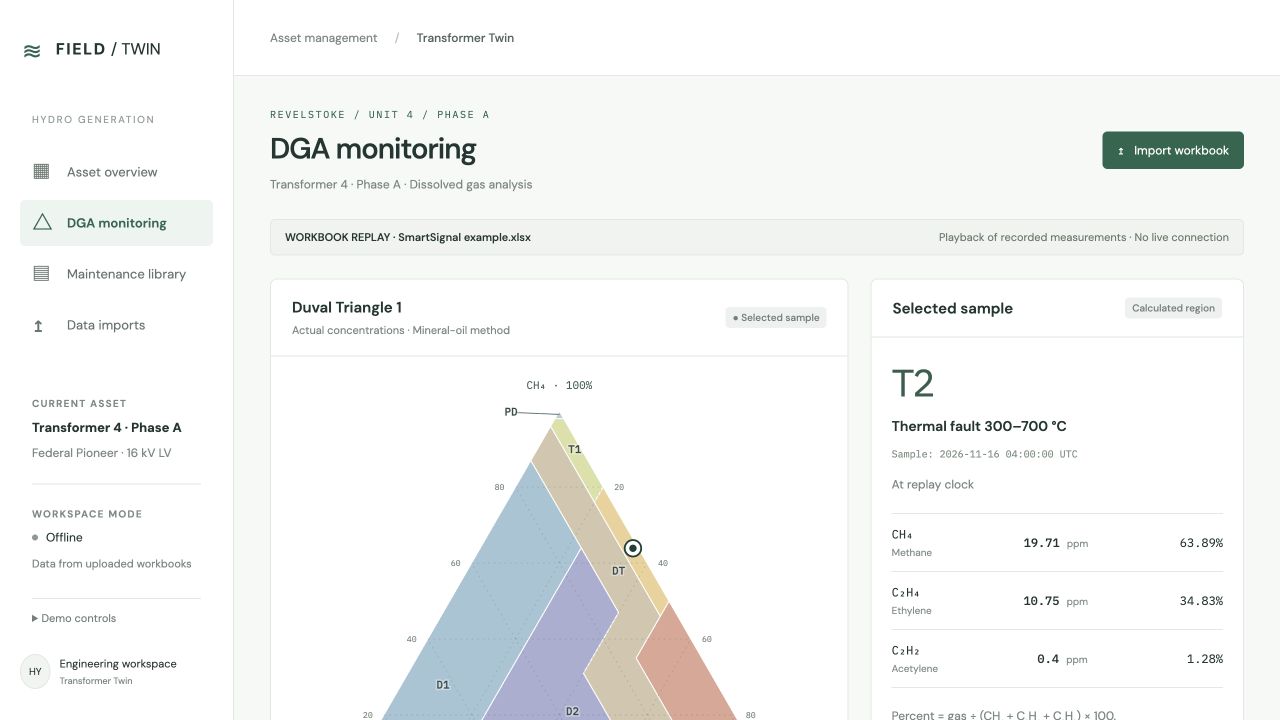 FIELD / TWIN
HYDRO GENERATION
Asset overview
DGA monitoring
Maintenance library
Data imports
CURRENT ASSET
Transformer 4 · Phase A
Federal Pioneer · 16 kV LV
WORKSPACE MODE
Offline
Data from uploaded workbooks
Demo controls
HY
Engineering workspace
Transformer Twin
Asset management / Transformer Twin
REVELSTOKE / UNIT 4 / PHASE A
DGA monitoring
Transformer 4 · Phase A · Dissolved gas analysis
↥ Import workbook
WORKBOOK REPLAY · SmartSignal example.xlsx
Playback of recorded measurements · No live connection
Duval Triangle 1
Actual concentrations · Mineral-oil method
● Selected sample
CH₄ · 100%
PD
T1
80
20
60
DT
40
40
60
D1
D2
20
80
Selected sample
Calculated region
T2
Thermal fault 300–700 °C
Sample: 2026-11-16 04:00:00 UTC
At replay clock
CH₄
Methane
19.71 ppm
63.89%
C₂H₄
Ethylene
10.75 ppm
34.83%
C₂H₂
Acetylene
0.4 ppm
1.28%
Percent = gas ÷ (CH + C H + C H ) × 100.